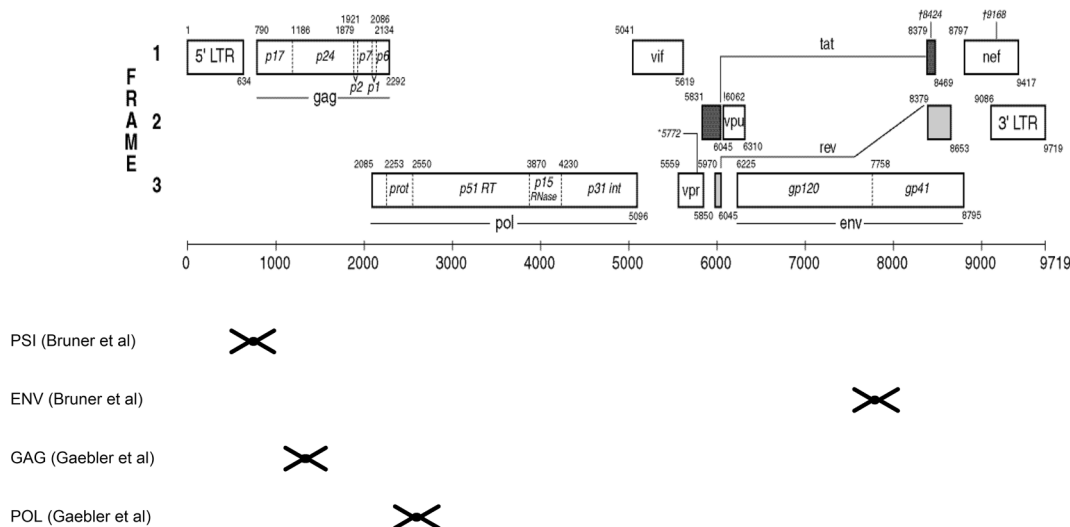 1 1186 1921 1879 2086 2134 5041 †8424 8379 8797 †9168
790
1 5' LTR p17 p24 p7 p6 vif tat nef
634 p2 p1 2292 5619 8469 9417
gag
FRAME
5831 I6062 8379 9086
2 vpu 3' LTR
*5772 6045 6310 rev 8653 9719
2085 2253 2550 3870 4230 5559 5970 6225 7758
3 prot p51 RT p15 RNase p31 int vpr gp120 gp41
5096 5850 6045 8795
pol env
0 1000 2000 3000 4000 5000 6000 7000 8000 9000 9719
PSI (Bruner et al)
ENV (Bruner et al)
GAG (Gaebler et al)
POL (Gaebler et al)